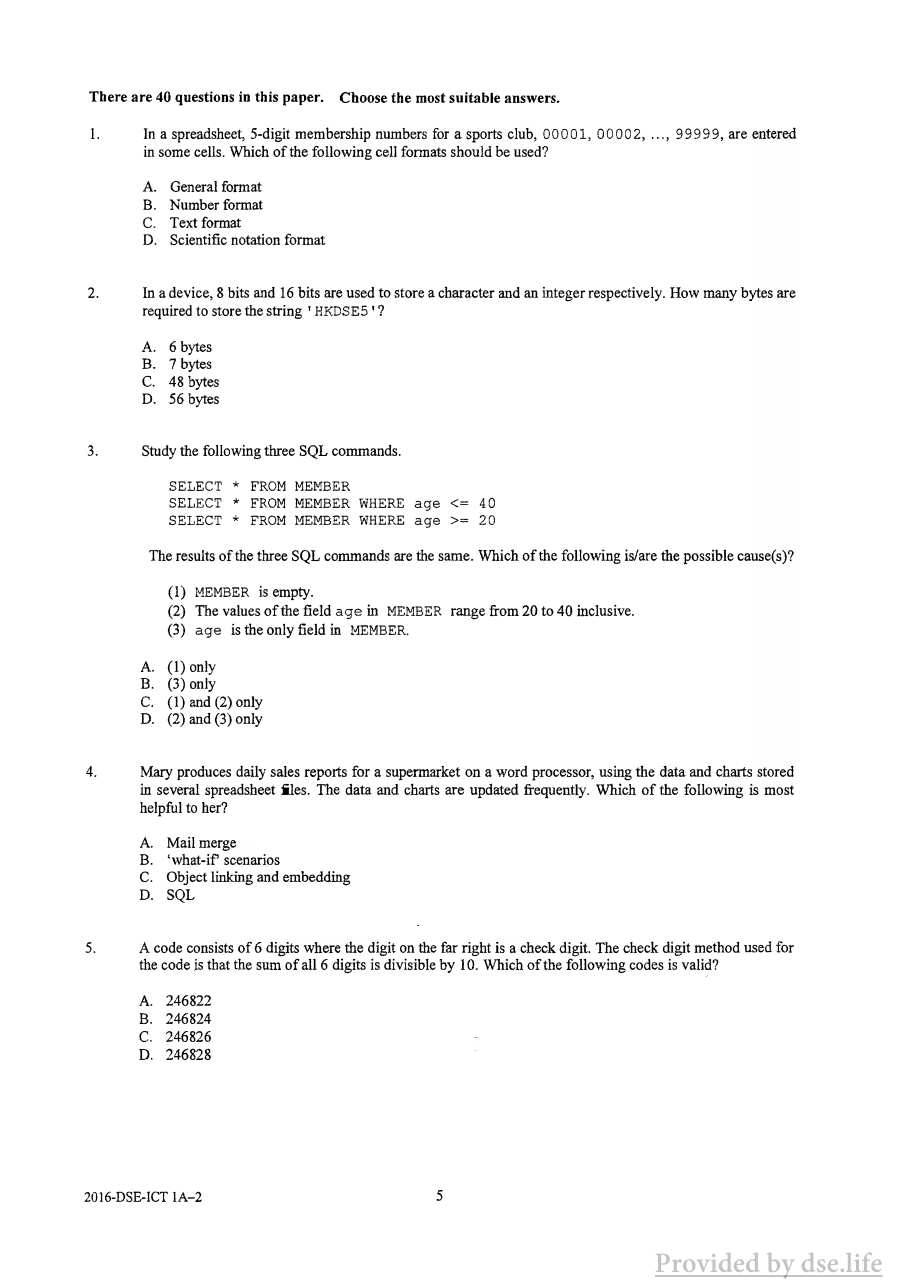 There are 40 questions in this paper. Choose the most suitable answers.
1. In a spreadsheet, 5-digit membership numbers for a sports club, 00001, 00002, ..., 99999, are entered
in some cells. Which of the following cell formats should be used?
A. General format
B. Number format
C. Text format
D. Scientific notation format
2. In a device, 8 bits and 16 bits are used to store a character and an integer respectively. How many bytes are
required to store the string 'HKDSE5'?
A. 6 bytes
B. 7 bytes
C. 48 bytes
D. 56 bytes
3. Study the following three SQL commands.
SELECT * FROM MEMBER
SELECT * FROM MEMBER WHERE age <= 40
SELECT * FROM MEMBER WHERE age >= 20
The results of the three SQL commands are the same. Which of the following is/are the possible cause(s)?
(1) MEMBER is empty.
(2) The values of the field age in MEMBER range from 20 to 40 inclusive.
(3) age is the only field in MEMBER.
A. (1) only
B. (3) only
C. (1) and (2) only
D. (2) and (3) only
4. Mary produces daily sales reports for a supermarket on a word processor, using the data and charts stored
in several spreadsheet files. The data and charts are updated frequently. Which of the following is most
helpful to her?
A. Mail merge
B. 'what-if' scenarios
C. Object linking and embedding
D. SQL
5. A code consists of 6 digits where the digit on the far right is a check digit. The check digit method used for
the code is that the sum of all 6 digits is divisible by 10. Which of the following codes is valid?
A. 246822
B. 246824
C. 246826
D. 246828
2016-DSE-ICT 1A–2 5
Provided by dse.life